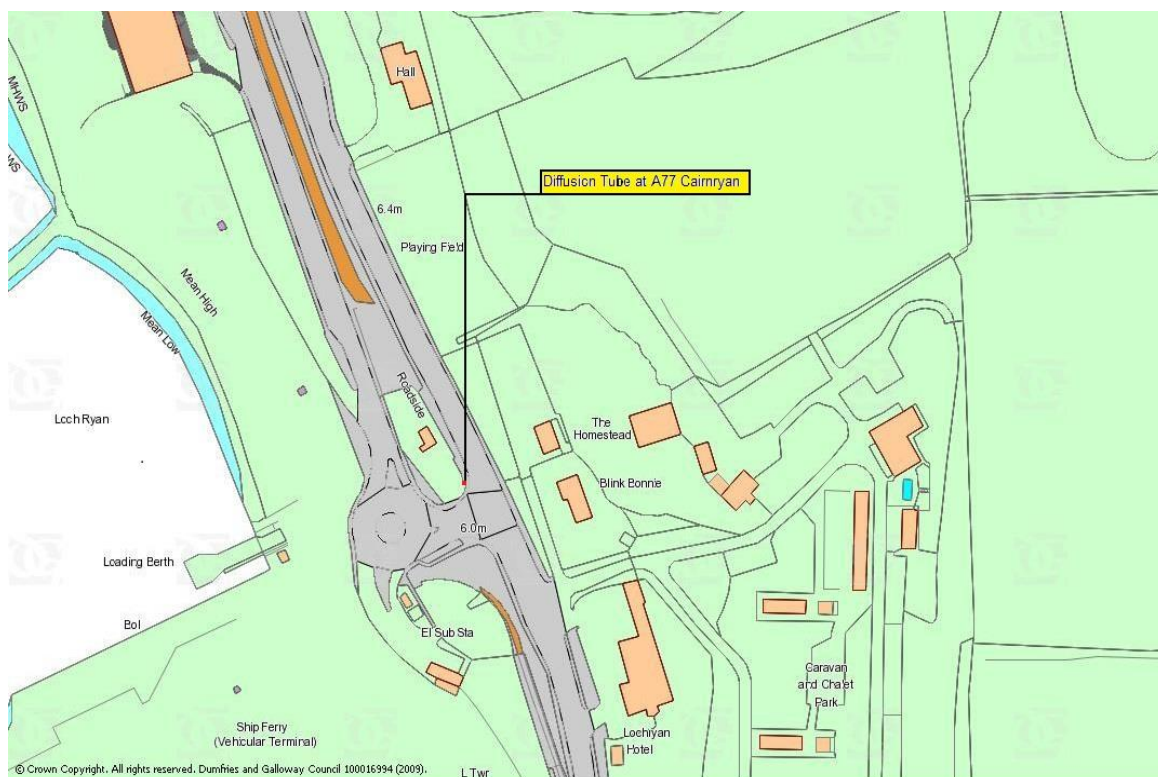 Hall
MHWS
WS
Diffusion Tube at A77 Cairnryan
6.4m
Playing Field
Mean High
Mean Low
Roadside
Loch Ryan
The
Homestead
Blink Bonnie
6.0m
Loading Berth
Bol
El Sub Sta
Caravan
and Chalet
Park
Ship Ferry
(Vehicular Terminal)
Lochryan
Hotel
L Twr
© Crown Copyright. All rights reserved. Dumfries and Galloway Council 100016994 (2009).